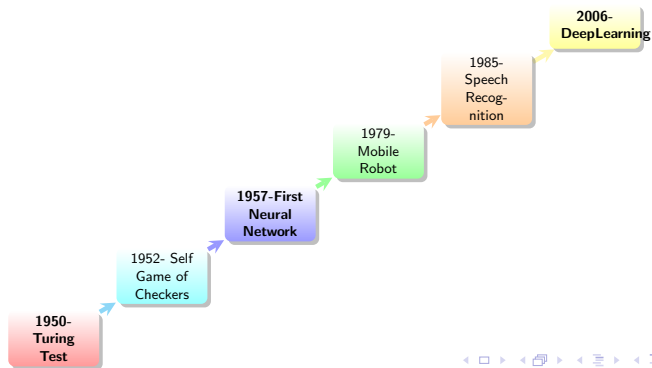 2006-
DeepLearning
1985-
Speech
Recog-
nition
1979-
Mobile
Robot
1957-First
Neural
Network
1952- Self
Game of
Checkers
1950-
Turing
Test